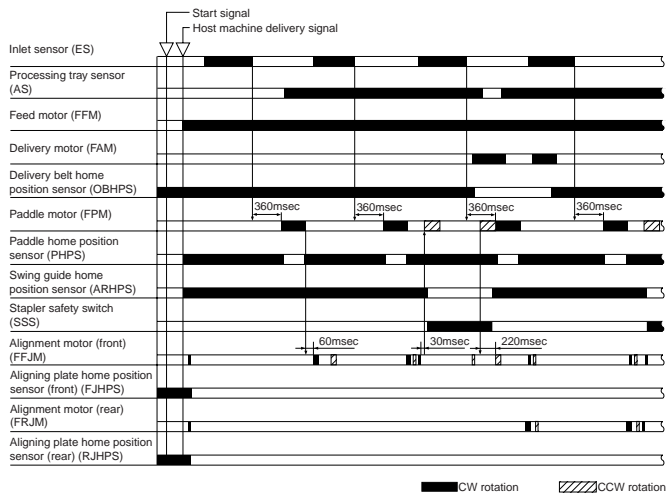 Start signal
Host machine delivery signal
Inlet sensor (ES)
Processing tray sensor
(AS)
Feed motor (FFM)
Delivery motor (FAM)
Delivery belt home
position sensor (OBHPS)
360msec 360msec 360msec 360msec
Paddle motor (FPM)
Paddle home position
sensor (PHPS)
Swing guide home
position sensor (ARHPS)
Stapler safety switch
(SSS)
Alignment motor (front)
(FFJM)
60msec 30msec 220msec
Aligning plate home position
sensor (front) (FJHPS)
Alignment motor (rear)
(FRJM)
Aligning plate home position
sensor (rear) (RJHPS)
CW rotation CCW rotation